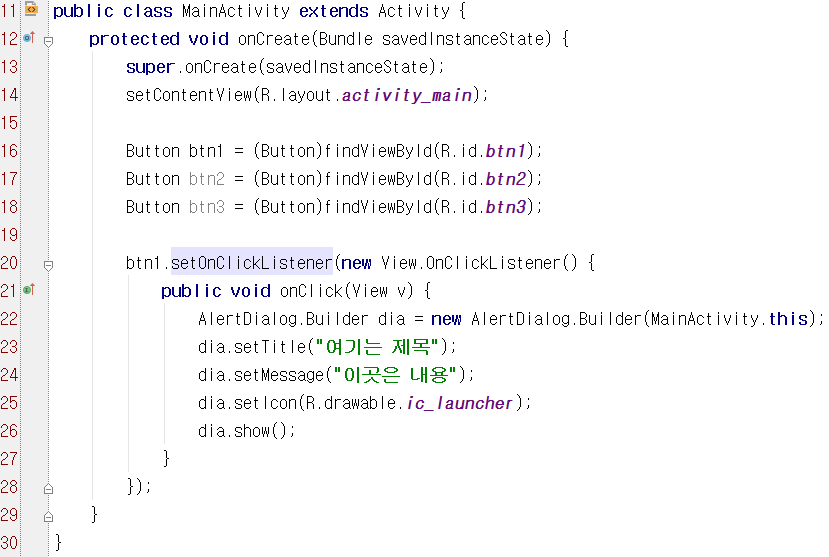 11 public class MainActivity extends Activity {
12 protected void onCreate(Bundle savedInstanceState) {
13 super.onCreate(savedInstanceState);
14 setContentView(R.layout.activity_main);
15
16 Button btn1 = (Button)findViewById(R.id.btn1);
17 Button btn2 = (Button)findViewById(R.id.btn2);
18 Button btn3 = (Button)findViewById(R.id.btn3);
19
20 btn1.setOnClickListener(new View.OnClickListener() {
21 public void onClick(View v) {
22 AlertDialog.Builder dia = new AlertDialog.Builder(MainActivity.this);
23 dia.setTitle("여기는 제목");
24 dia.setMessage("이곳은 내용");
25 dia.setIcon(R.drawable.ic_launcher);
26 dia.show();
27 }
28 });
29 }
30 }